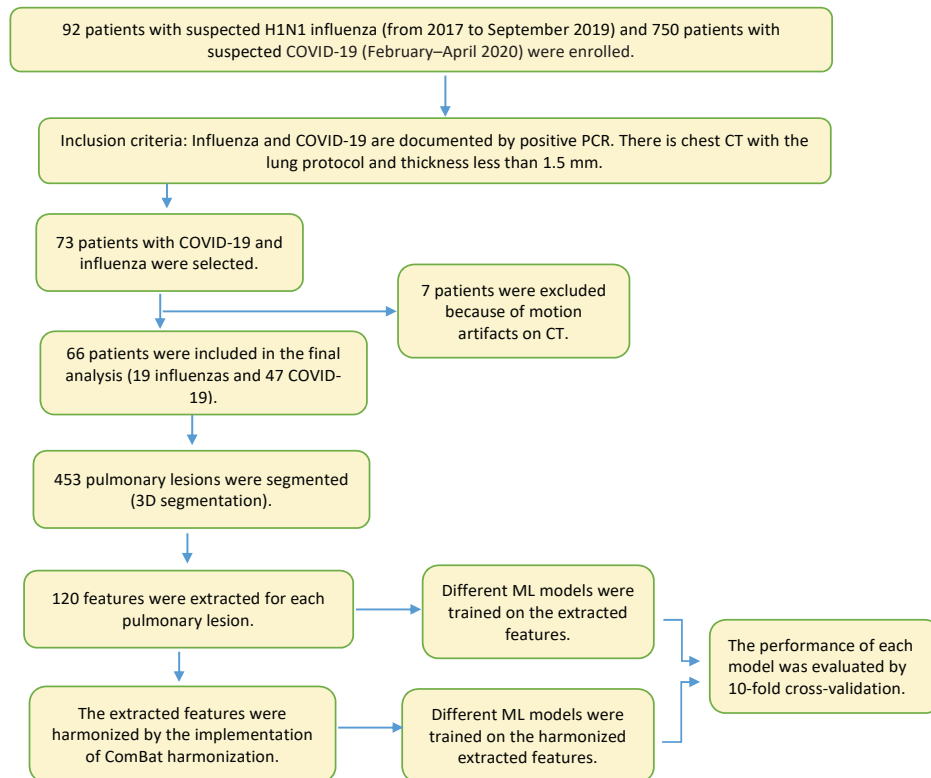 92 patients with suspected H1N1 influenza (from 2017 to September 2019) and 750 patients with
suspected COVID-19 (February–April 2020) were enrolled.
Inclusion criteria: Influenza and COVID-19 are documented by positive PCR. There is chest CT with the
lung protocol and thickness less than 1.5 mm.
73 patients with COVID-19 and
influenza were selected.
7 patients were excluded
because of motion
artifacts on CT.
66 patients were included in the final
analysis (19 influenzas and 47 COVID-
19).
453 pulmonary lesions were segmented
(3D segmentation).
120 features were extracted for each
pulmonary lesion.
Different ML models were
trained on the extracted
features.
The performance of each
model was evaluated by
10-fold cross-validation.
The extracted features were
harmonized by the implementation
of ComBat harmonization.
Different ML models were
trained on the harmonized
extracted features.